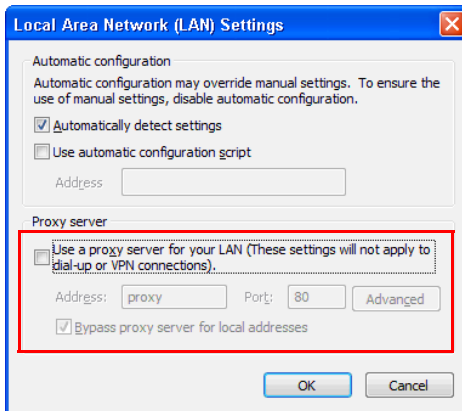 Local Area Network (LAN) Settings
Automatic configuration
Automatic configuration may override manual settings. To ensure the
use of manual settings, disable automatic configuration.
Automatically detect settings
Use automatic configuration script
Address
Proxy server
Use a proxy server for your LAN (These settings will not apply to
dial-up or VPN connections).
Address: proxy Port: 80 Advanced
Bypass proxy server for local addresses
OK Cancel